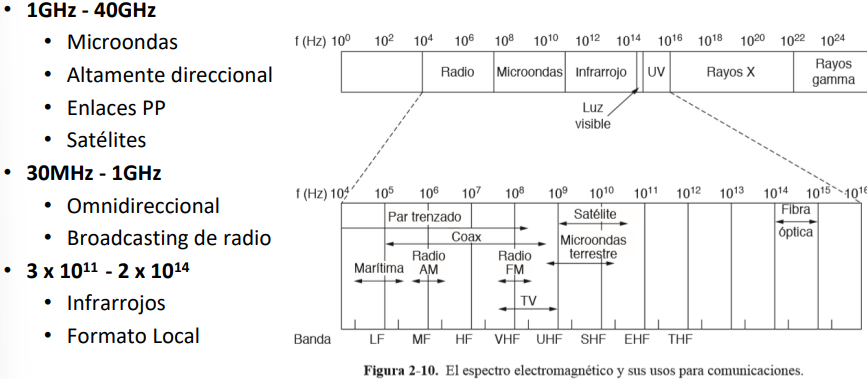 • 1GHz - 40GHz
• Microondas
• Altamente direccional
• Enlaces PP
• Satélites
• 30MHz - 1GHz
• Omnidireccional
• Broadcasting de radio
• 3 x 10¹¹ - 2 x 10¹⁴
• Infrarrojos
• Formato Local
f (Hz) 10⁰ 10² 10⁴ 10⁶ 10⁸ 10¹⁰ 10¹² 10¹⁴ 10¹⁶ 10¹⁸ 10²⁰ 10²² 10²⁴
Radio Microondas Infrarrojo UV Rayos X Rayos
gamma
Luz
visible
f (Hz) 10⁴ 10⁵ 10⁶ 10⁷ 10⁸ 10⁹ 10¹⁰ 10¹¹ 10¹² 10¹³ 10¹⁴ 10¹⁵ 10¹⁶
Par trenzado Satélite Fibra
óptica
Coax Microondas
terrestre
Marítima Radio
AM
Radio
FM
TV
Banda LF MF HF VHF UHF SHF EHF THF
Figura 2-10. El espectro electromagnético y sus usos para comunicaciones.